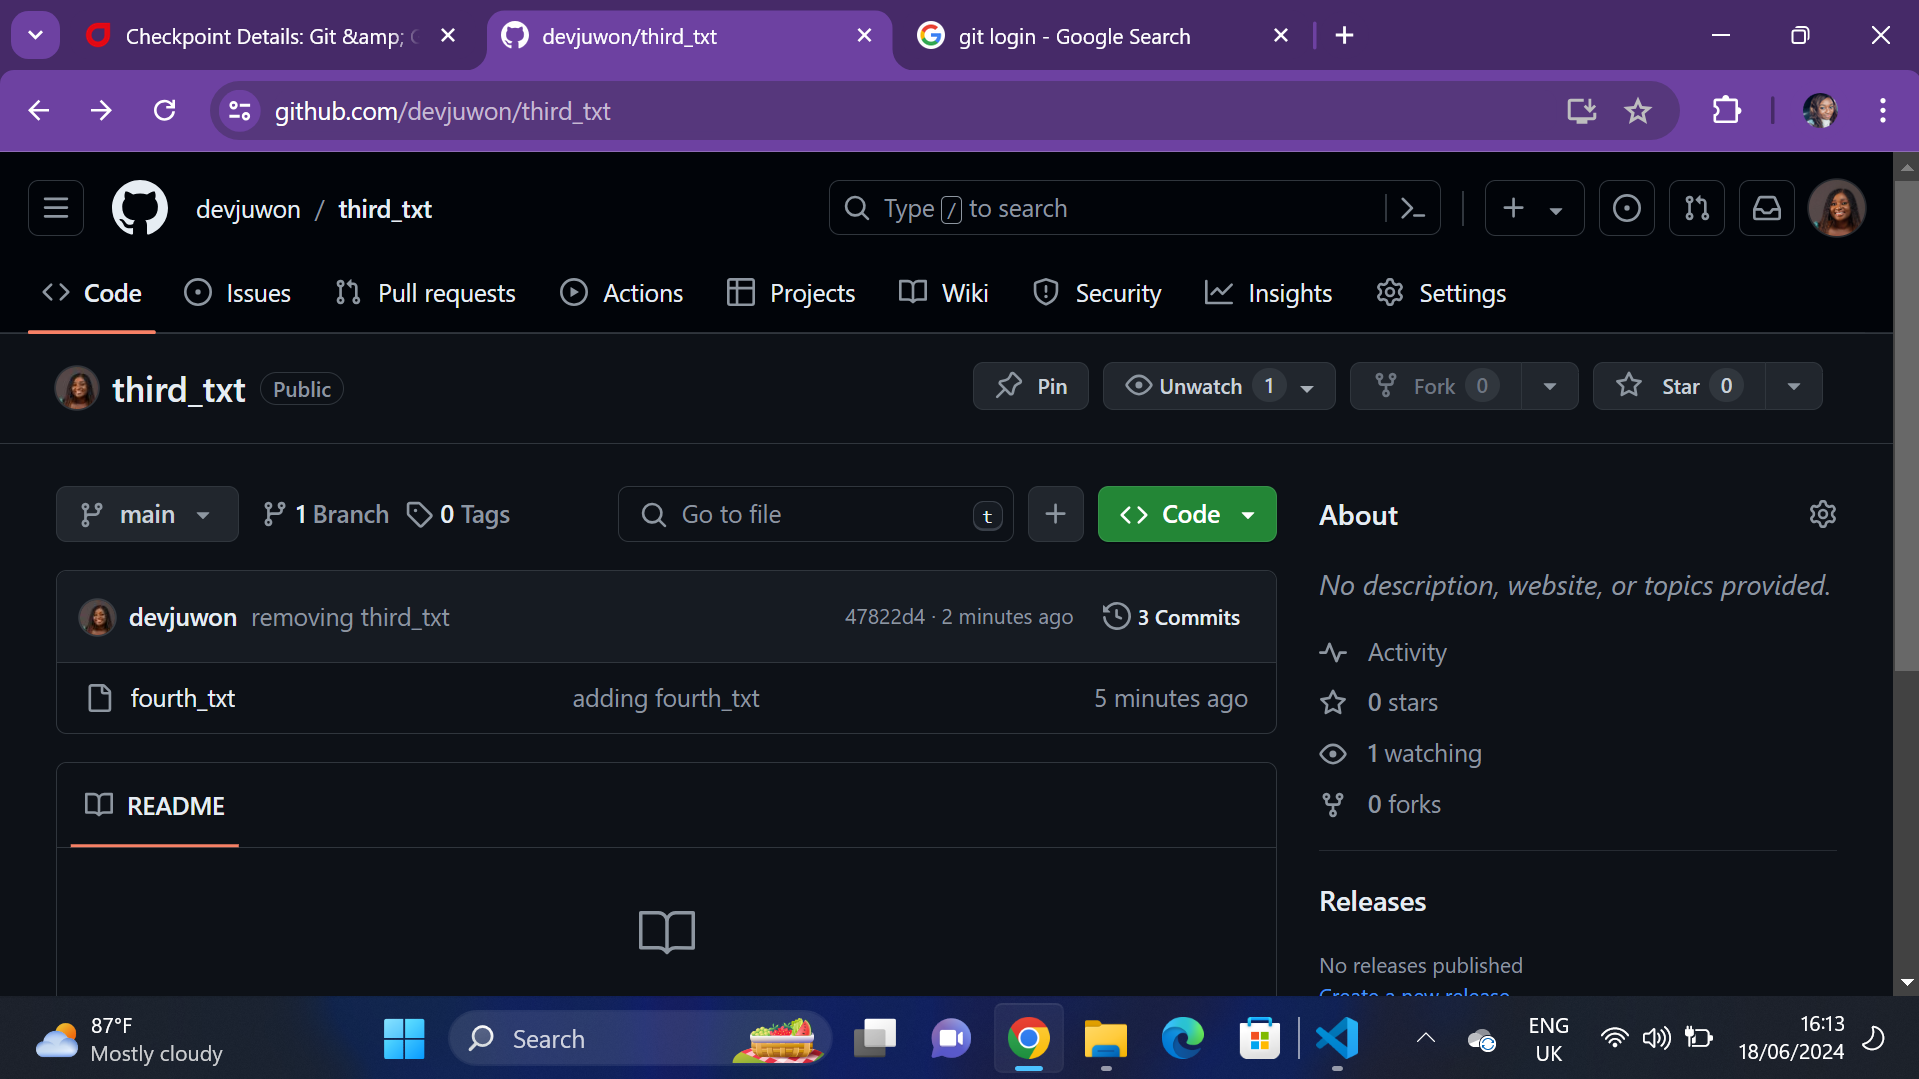 Checkpoint Details: Git &amp;
devjuwon/third_txt
git login - Google Search
github.com/devjuwon/third_txt
devjuwon / third_txt
Type / to search
Code
Issues
Pull requests
Actions
Projects
Wiki
Security
Insights
Settings
third_txt Public
Pin
Unwatch 1
Fork 0
Star 0
main
1 Branch
0 Tags
Go to file t
Code
About
No description, website, or topics provided.
devjuwon removing third_txt 47822d4 · 2 minutes ago 3 Commits
fourth_txt adding fourth_txt 5 minutes ago
Activity
0 stars
1 watching
0 forks
README
Releases
No releases published
Create a new release
87°F
Mostly cloudy
Search
ENG
UK
16:13
18/06/2024